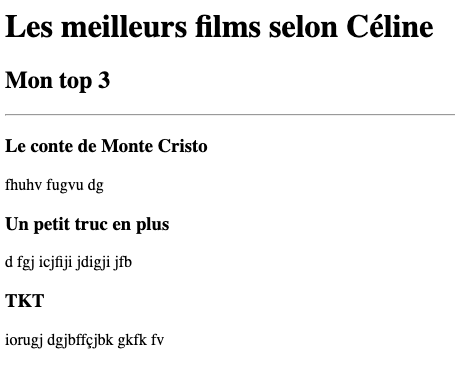 Les meilleurs films selon Céline
Mon top 3
Le conte de Monte Cristo
fhuhv fugvu dg
Un petit truc en plus
d fgj icjfiji jdigji jfb
TKT
iorugj dgjbffçjbk gkfk fv